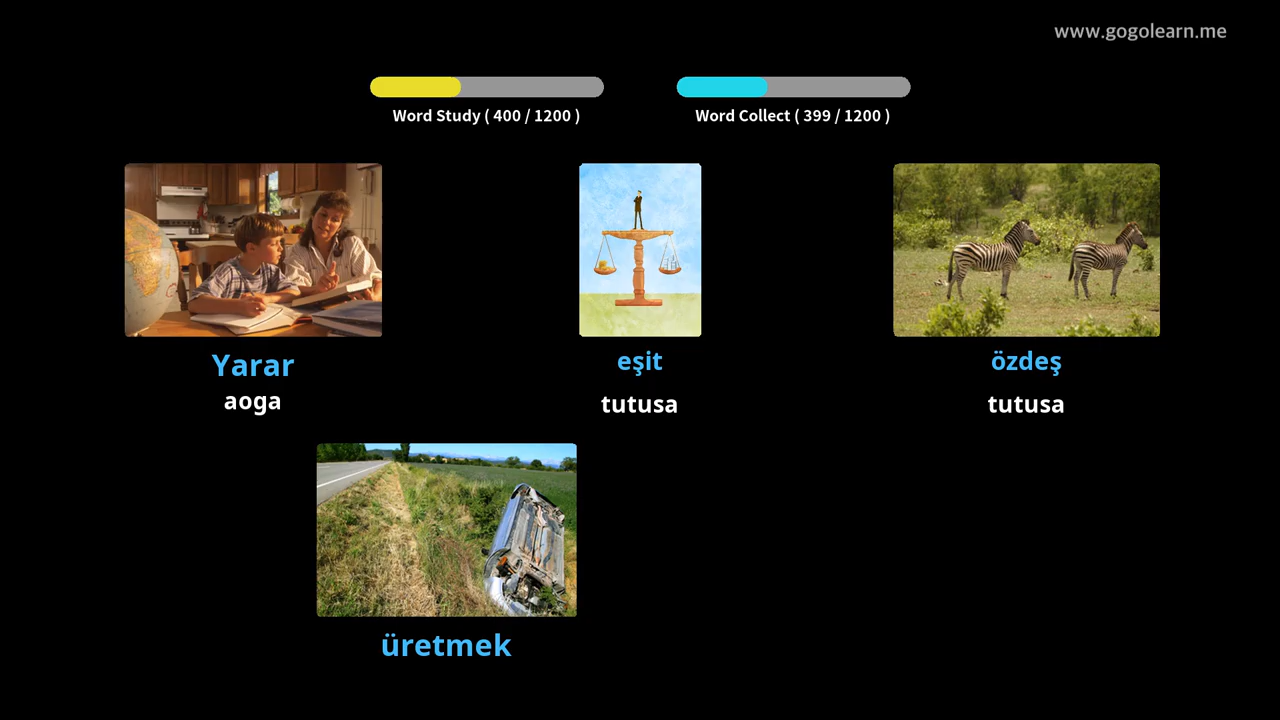 www.gogolearn.me
Word Study ( 400 / 1200 )
Word Collect ( 399 / 1200 )
Yarar
aoga
eşit
tutusa
özdeş
tutusa
üretmek